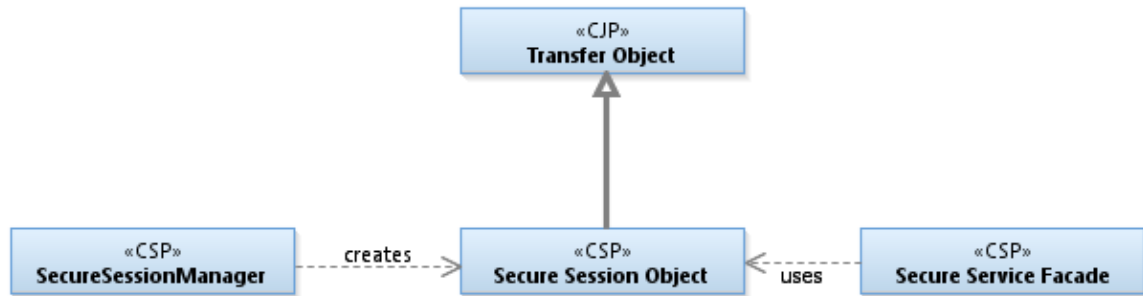 «CJP»
Transfer Object
«CSP»
SecureSessionManager
creates
«CSP»
Secure Session Object
uses
«CSP»
Secure Service Facade